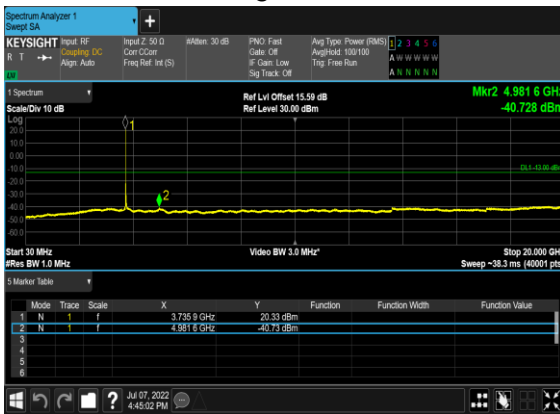 Spectrum Analyzer 1
Swept SA
KEYSIGHT Input: RF Input Z: 50 Ω #Atten: 30 dB PNO: Fast Avg Type: Power (RMS) 1 2 3 4 5 6
R T Coupling: DC Corr CCorr Gate: Off Avg|Hold: 100/100 A W W W W W
Align: Auto Freq Ref: Int (S) IF Gain: Low Trig: Free Run
Sig Track: Off A N N N N N
1 Spectrum Ref Lvl Offset 15.59 dB Mkr2 4.981 6 GHz
Scale/Div 10 dB Ref Level 30.00 dBm -40.728 dBm
Log
20.0 1
10.0
0.00
-10.0 DL1 -13.00 dBm
-20.0
-30.0 2
-40.0
-50.0
-60.0
Start 30 MHz Video BW 3.0 MHz* Stop 20.000 GHz
#Res BW 1.0 MHz Sweep ~38.3 ms (40001 pts)
5 Marker Table
Mode Trace Scale X Y Function Function Width Function Value
1 N 1 f 3.735 9 GHz 20.33 dBm
2 N 1 f 4.981 6 GHz -40.73 dBm
3
4
5
6
? Jul 07, 2022
4:45:02 PM